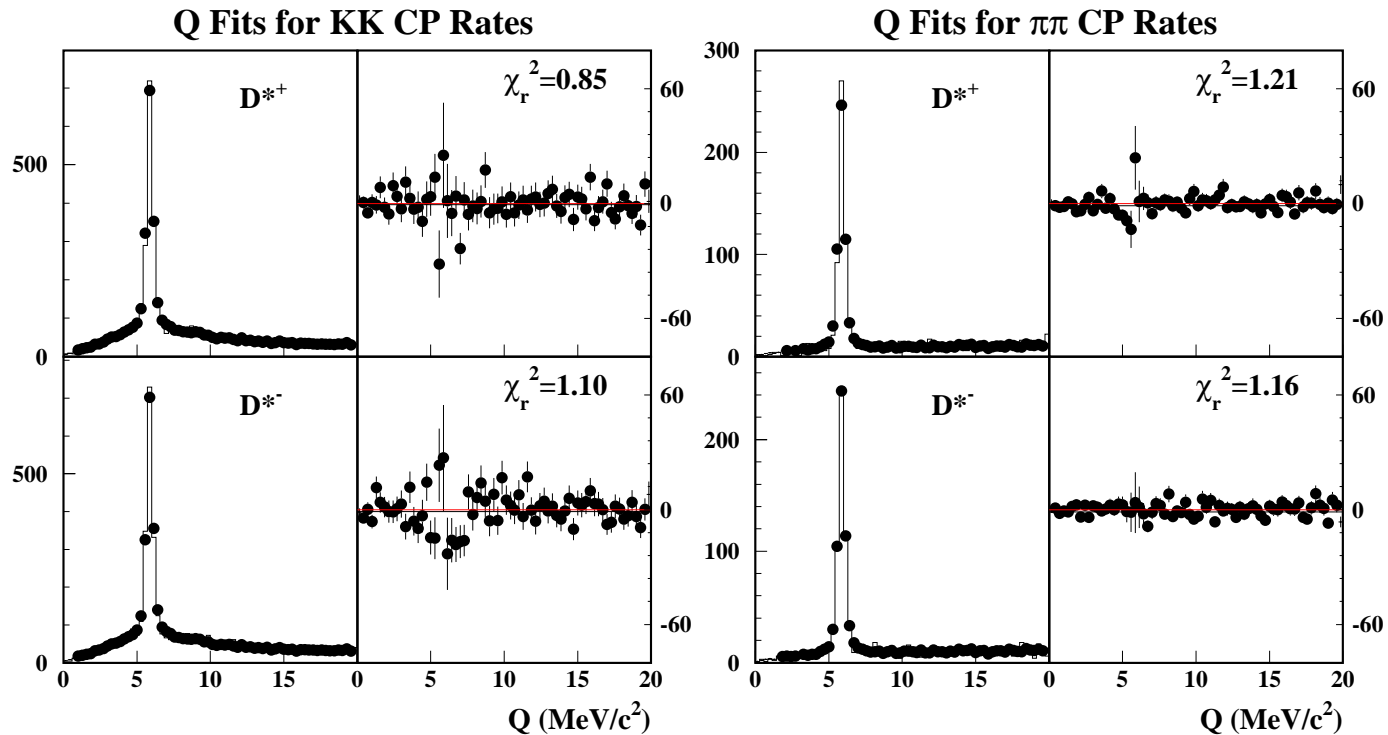 Q Fits for KK CP Rates
D*+
χr2=0.85
500
0
60
0
-60
D*-
χr2=1.10
500
0
60
0
-60
0 5 10 15 0 5 10 15 20
Q (MeV/c2)
Q Fits for ππ CP Rates
D*+
χr2=1.21
300
200
100
0
60
0
-60
D*-
χr2=1.16
200
100
0
60
0
-60
0 5 10 15 0 5 10 15 20
Q (MeV/c2)